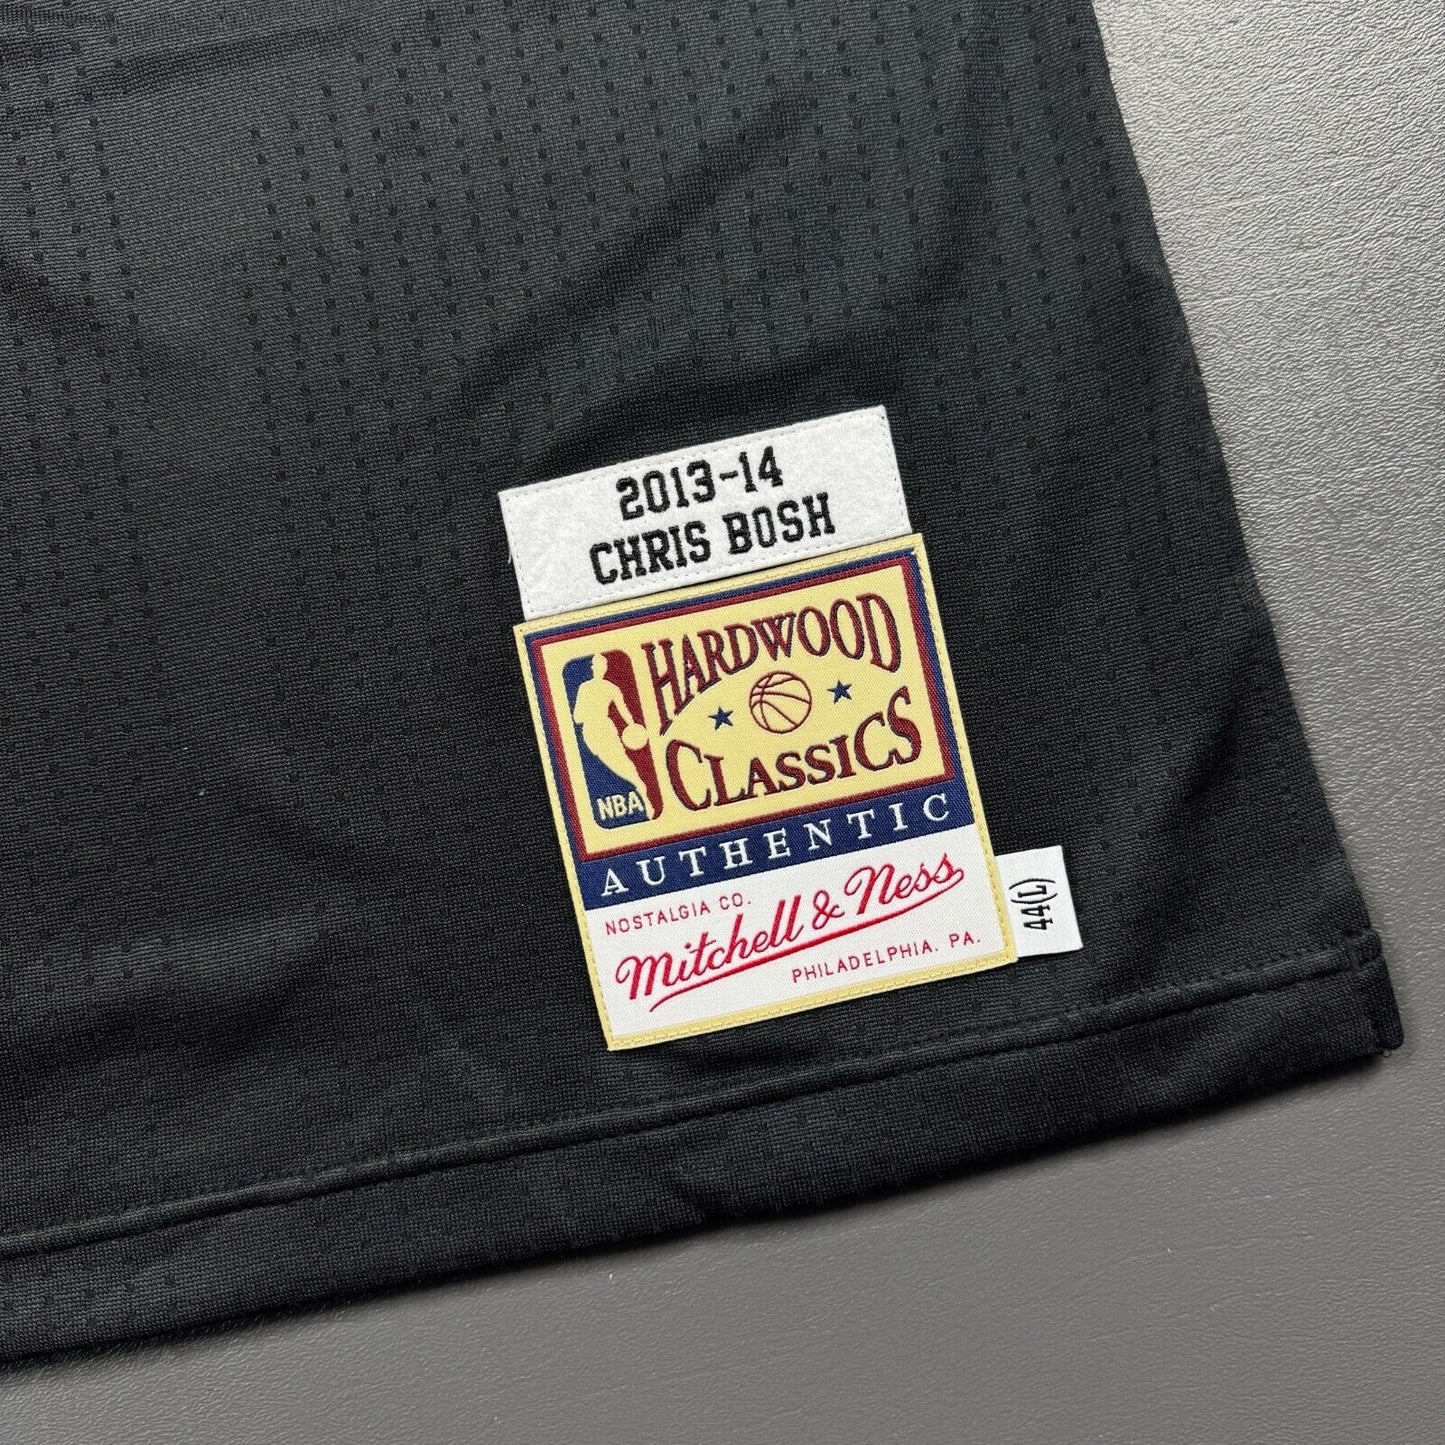 2013-14
CHRIS BOSH
HARDWOOD
CLASSICS
NBA
AUTHENTIC
NOSTALGIA CO.
Mitchell & Ness
PHILADELPHIA, PA.
44(L)